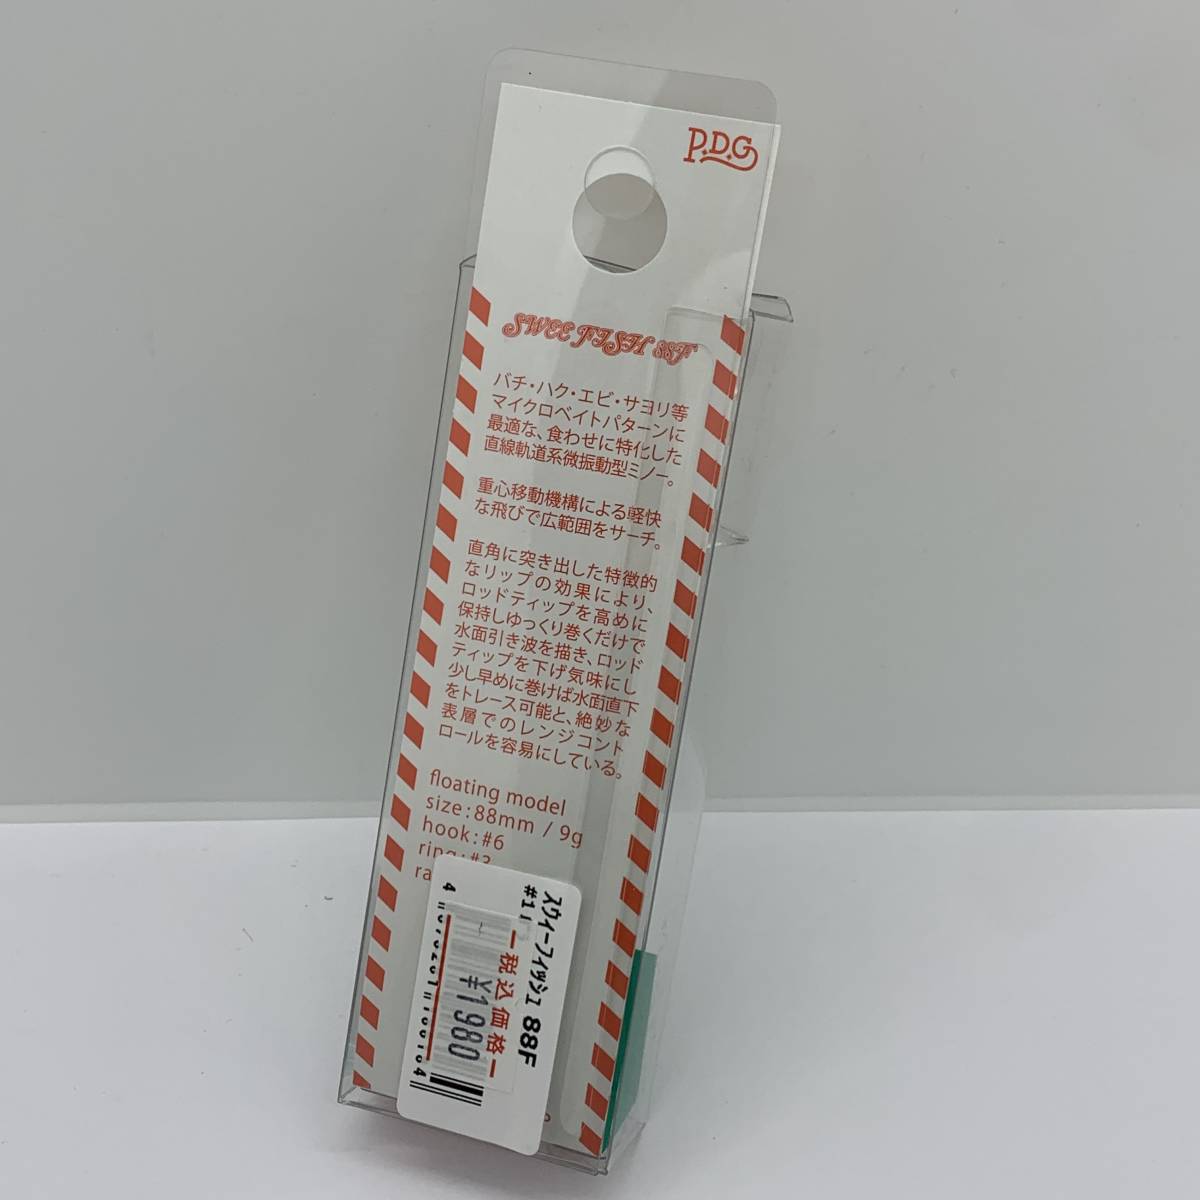 P.D.G
SWEE FISH 88F
バチ・ハク・エビ・サヨリ等
マイクロベイトパターンに
最適な、食わせに特化した
直線軌道系微振動型ミノー。
重心移動機構による軽快
な飛びで広範囲をサーチ。
直角に突き出した特徴的
なリップの効果により、
ロッドティップを高めに
保持しゆっくり巻くだけで
水面引き波を描き、ロッド
ティップを下げ気味にし
少し早めに巻けば水面直下
をトレース可能と、絶妙な
表層でのレンジコント
ロールを容易にしている。
floating model
size:88mm / 9g
hook:#6
スウィーフィッシュ 88F
税込価格
¥1980